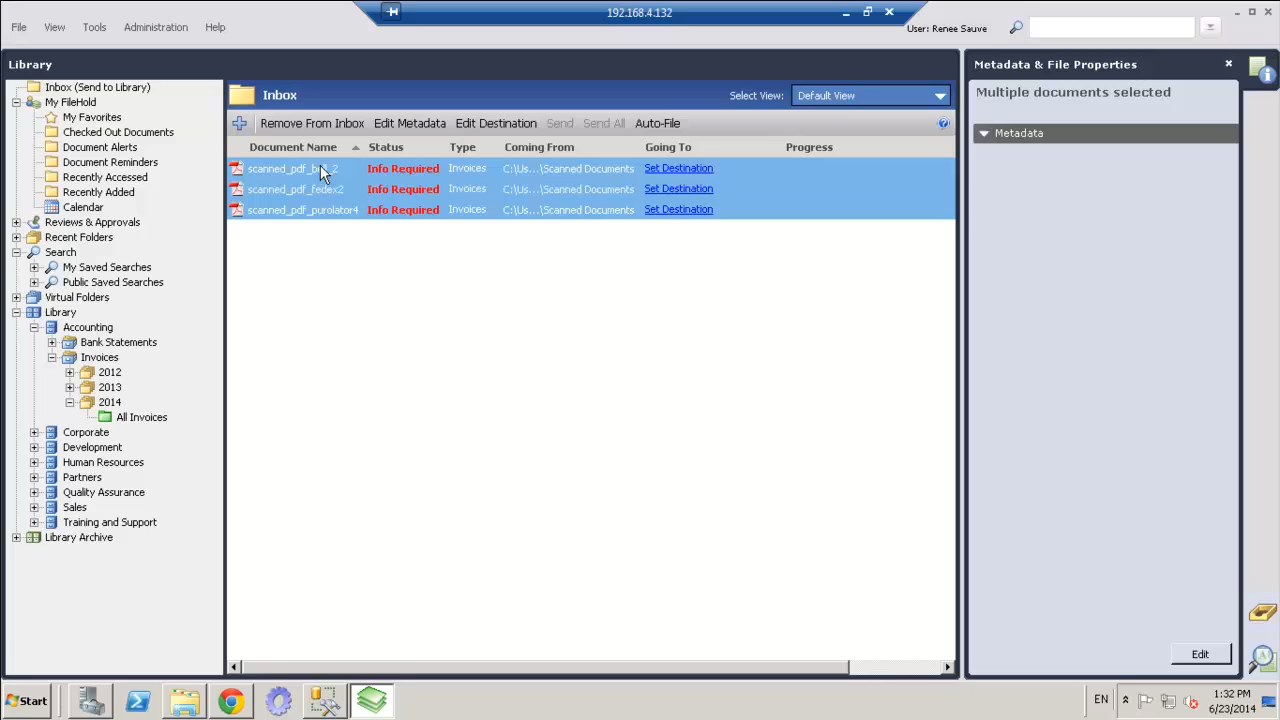 192.168.4.132
File View Tools Administration Help
User: Renee Sauve
Library
Inbox (Send to Library)
My FileHold
My Favorites
Checked Out Documents
Document Alerts
Document Reminders
Recently Accessed
Recently Added
Calendar
Reviews & Approvals
Recent Folders
Search
My Saved Searches
Public Saved Searches
Virtual Folders
Library
Accounting
Bank Statements
Invoices
2012
2013
2014
All Invoices
Corporate
Development
Human Resources
Partners
Quality Assurance
Sales
Training and Support
Library Archive
Inbox
Select View: Default View
Remove From Inbox Edit Metadata Edit Destination Send Send All Auto-File
Document Name Status Type Coming From Going To Progress
Info Required Invoices C:\Us...\Scanned Documents Set Destination
scanned_pdf_fedex2 Info Required Invoices C:\Us...\Scanned Documents Set Destination
scanned_pdf_purolator4 Info Required Invoices C:\Us...\Scanned Documents Set Destination
Metadata & File Properties
Multiple documents selected
Metadata
Edit
Start
EN
1:32 PM
6/23/2014